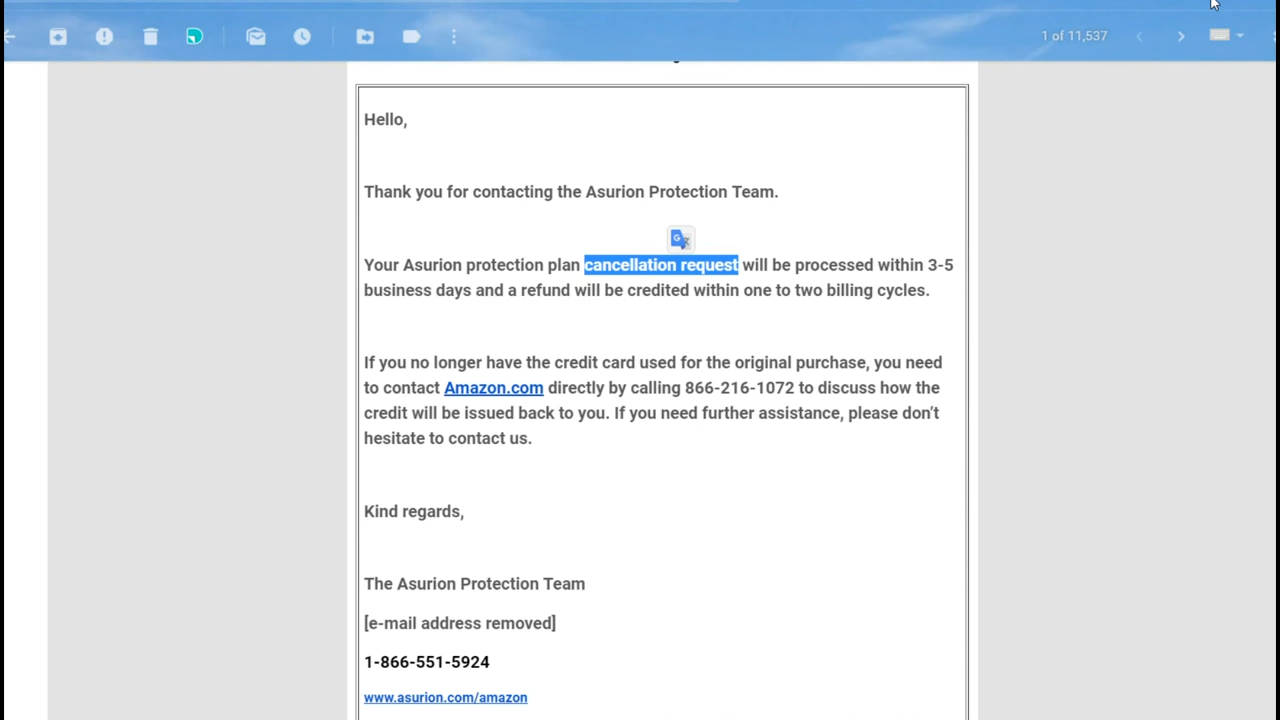 1 of 11,537
Hello,
Thank you for contacting the Asurion Protection Team.
Your Asurion protection plan cancellation request will be processed within 3-5
business days and a refund will be credited within one to two billing cycles.
If you no longer have the credit card used for the original purchase, you need
to contact Amazon.com directly by calling 866-216-1072 to discuss how the
credit will be issued back to you. If you need further assistance, please don’t
hesitate to contact us.
Kind regards,
The Asurion Protection Team
[e-mail address removed]
1-866-551-5924
www.asurion.com/amazon